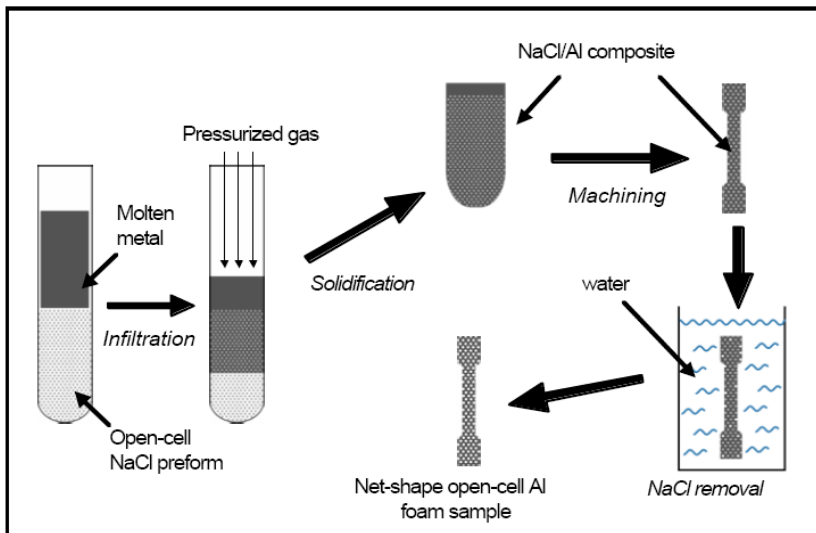 NaCl/Al composite
Pressurized gas
Molten
metal
Machining
Solidification
water
Infiltration
Open-cell
NaCl preform
Net-shape open-cell Al
foam sample
NaCl removal